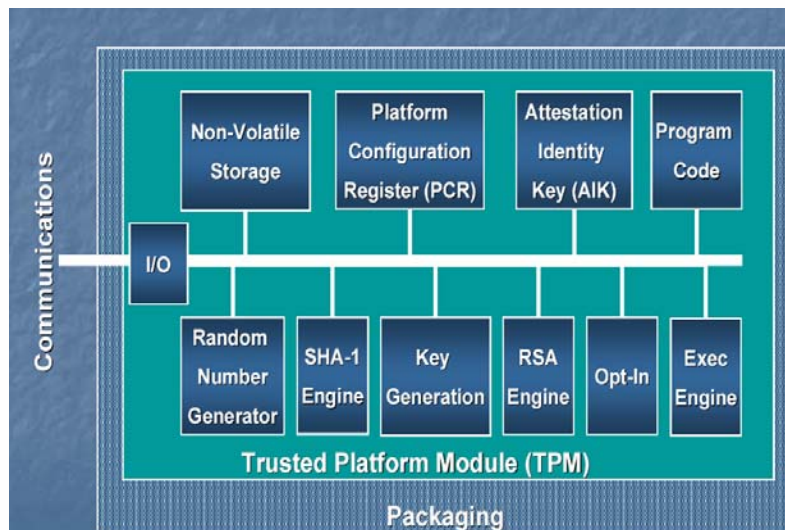 Communications
Non-Volatile
Storage
Platform
Configuration
Register (PCR)
Attestation
Identity
Key (AIK)
Program
Code
I/O
Random
Number
Generator
SHA-1
Engine
Key
Generation
RSA
Engine
Opt-In
Exec
Engine
Trusted Platform Module (TPM)
Packaging